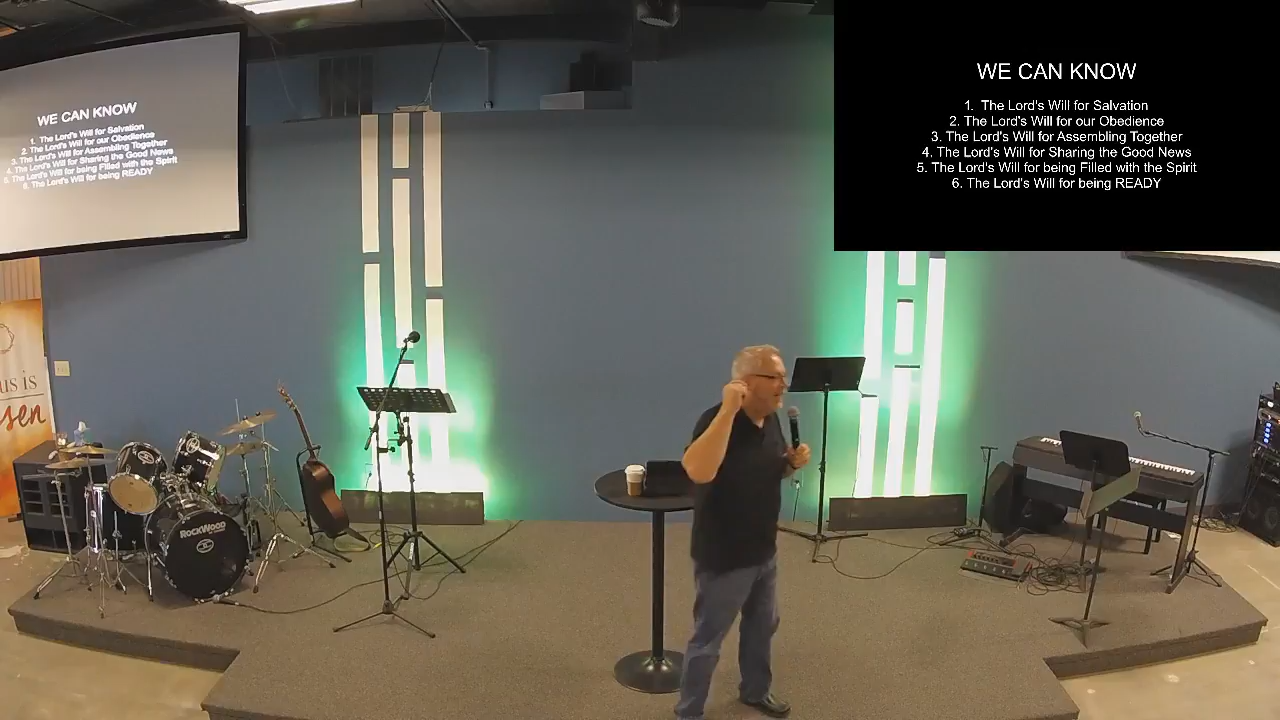 WE CAN KNOW
1. The Lord's Will for Salvation
2. The Lord's Will for our Obedience
3. The Lord's Will for Assembling Together
4. The Lord's Will for Sharing the Good News
5. The Lord's Will for being Filled with the Spirit
6. The Lord's Will for being READY
WE CAN KNOW
1. The Lord's Will for Salvation
2. The Lord's Will for our Obedience
3. The Lord's Will for Assembling Together
4. The Lord's Will for Sharing the Good News
5. The Lord's Will for being Filled with the Spirit
6. The Lord's Will for being READY
us is
sen
ROCKWOOD